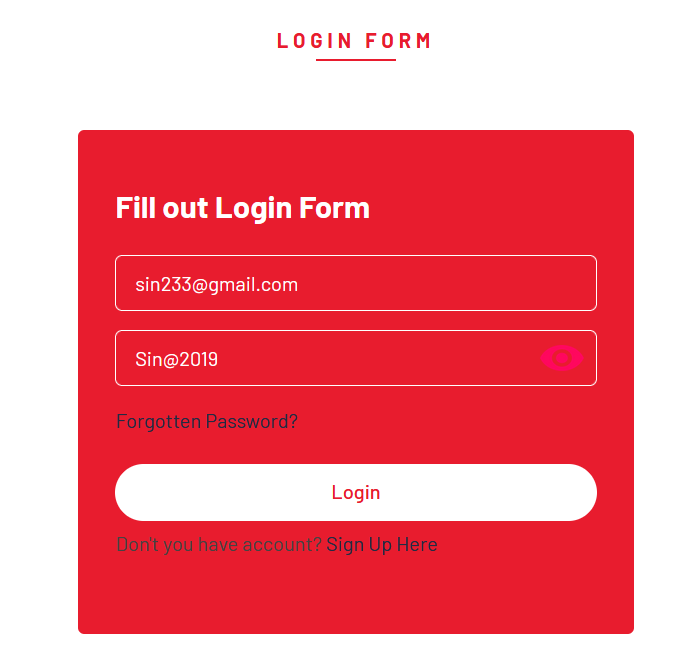 LOGIN FORM
Fill out Login Form
sin233@gmail.com
Sin@2019
Forgotten Password?
Login
Don't you have account? Sign Up Here